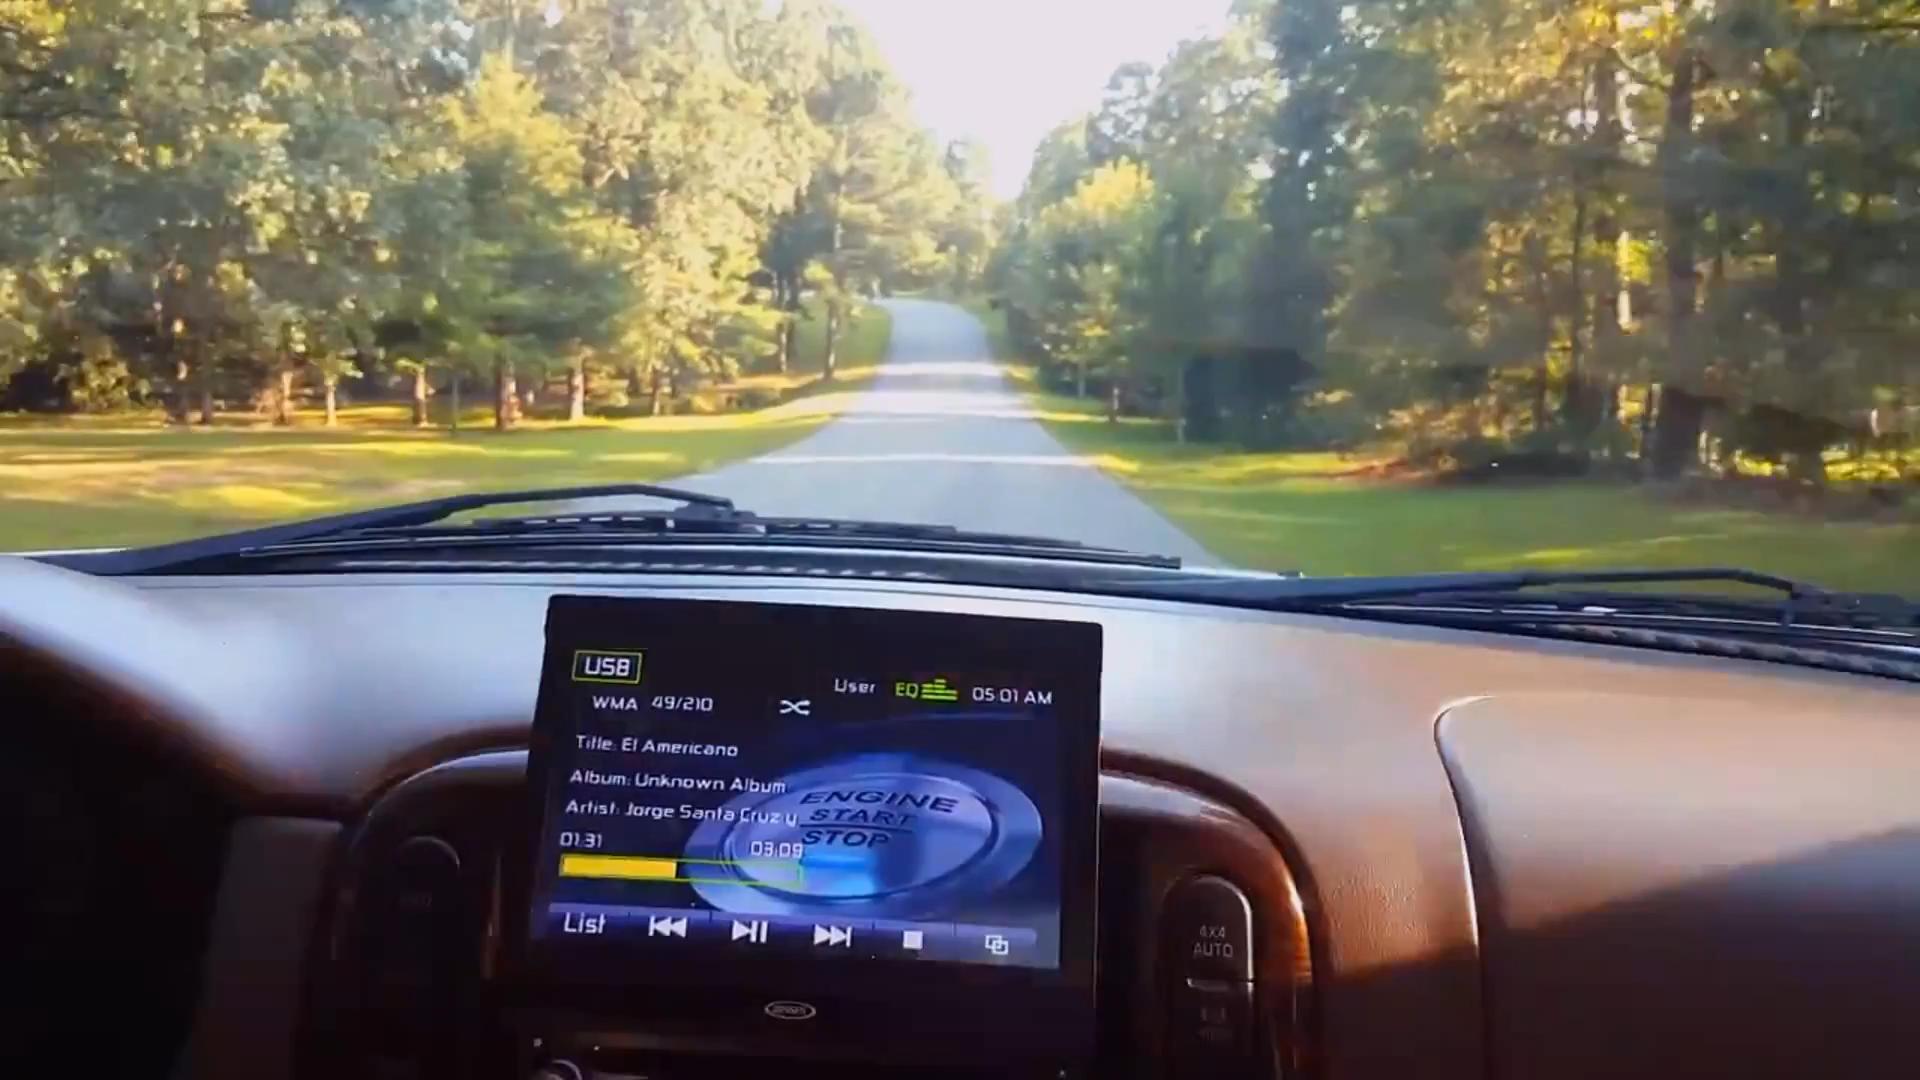 USB
User EQ 05:01 AM
WMA 49/210
Title: El Americano
Album: Unknown Album
Artist: Jorge Santa Cruz y
01:31 03:09
ENGINE
START
STOP
List
4X4
AUTO
JENSEN